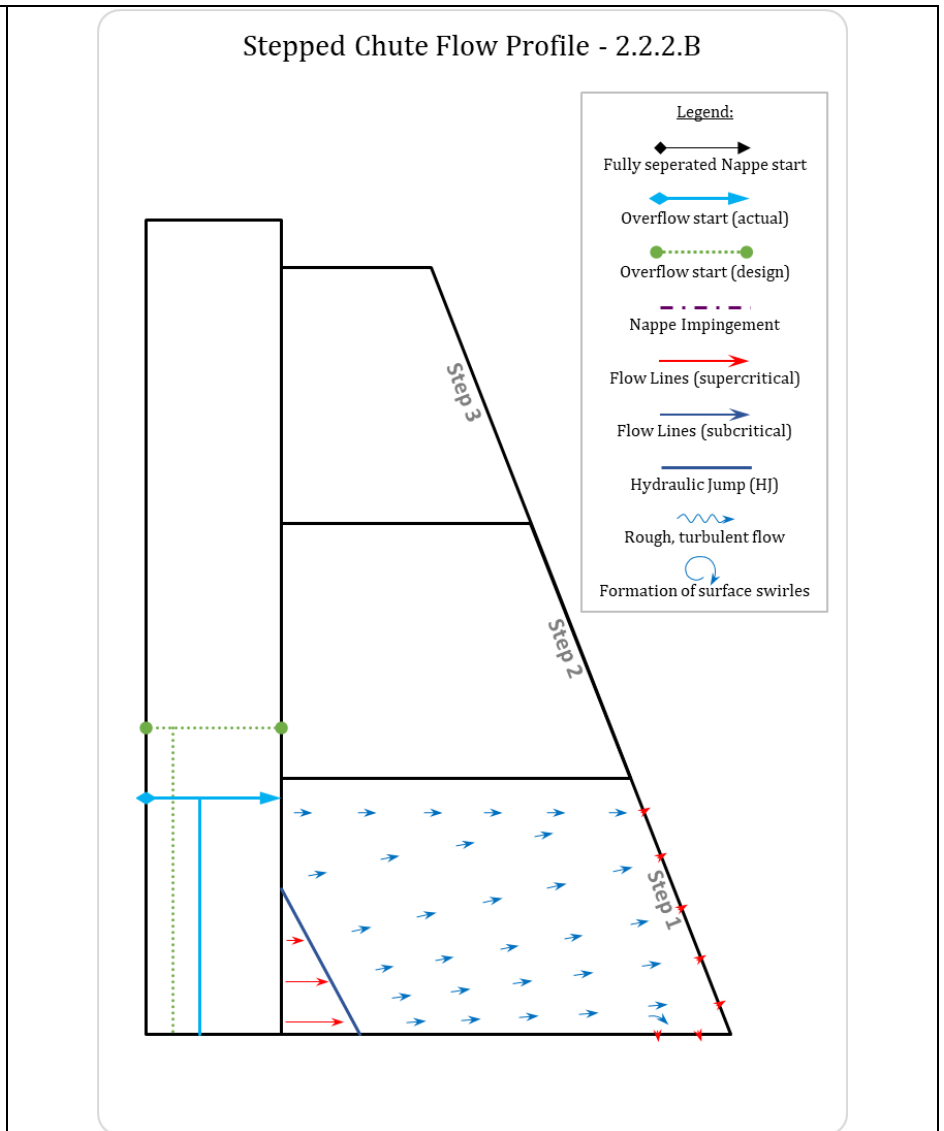 Stepped Chute Flow Profile - 2.2.2.B
Legend:
Fully seperated Nappe start
Overflow start (actual)
Overflow start (design)
Nappe Impingement
Flow Lines (supercritical)
Flow Lines (subcritical)
Hydraulic Jump (HJ)
Rough, turbulent flow
Formation of surface swirles
Step 3
Step 2
Step 1